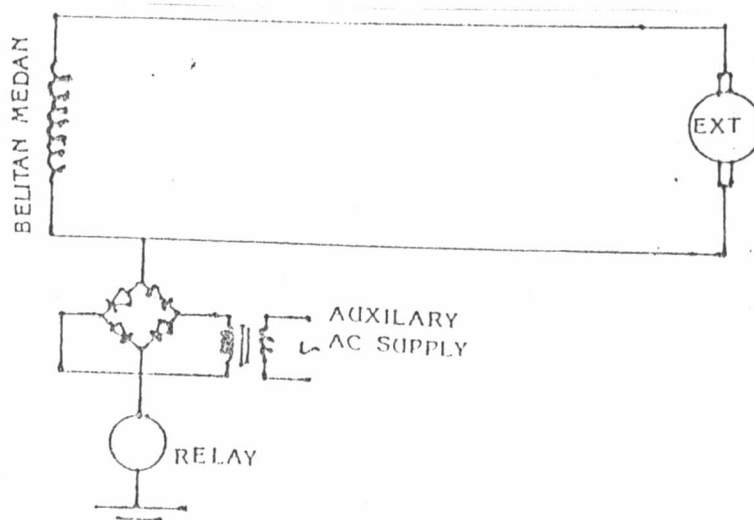 BELITAN MEDAN
EXT
AUXILARY
AC SUPPLY
RELAY